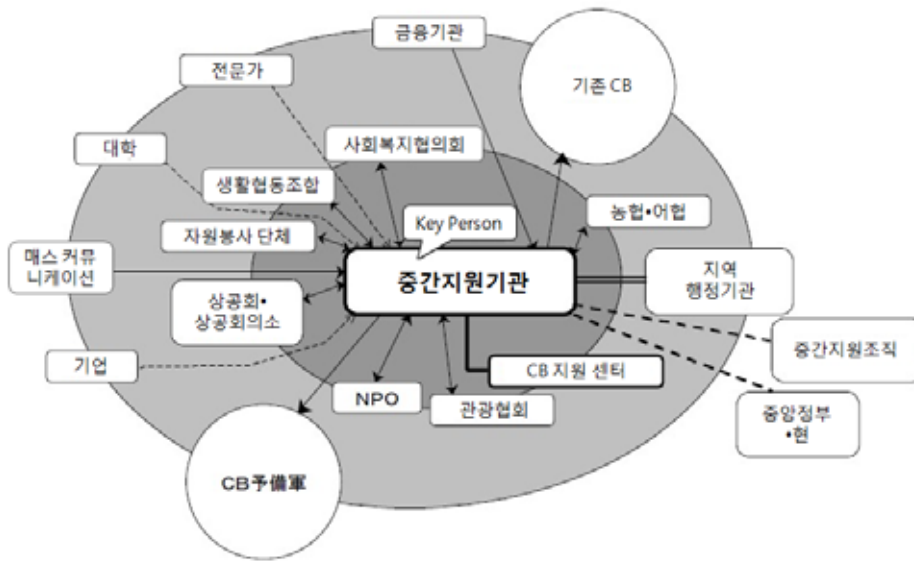 금융기관
기존 CB
전문가
대학
사회복지협의회
생활협동조합
농협•어협
Key Person
자원봉사 단체
매스 커뮤
니케이션
중간지원기관
지역
행정기관
상공회•
상공회의소
중간지원조직
기업
CB 지원 센터
NPO
관광협회
중앙정부
•현
CB予備軍